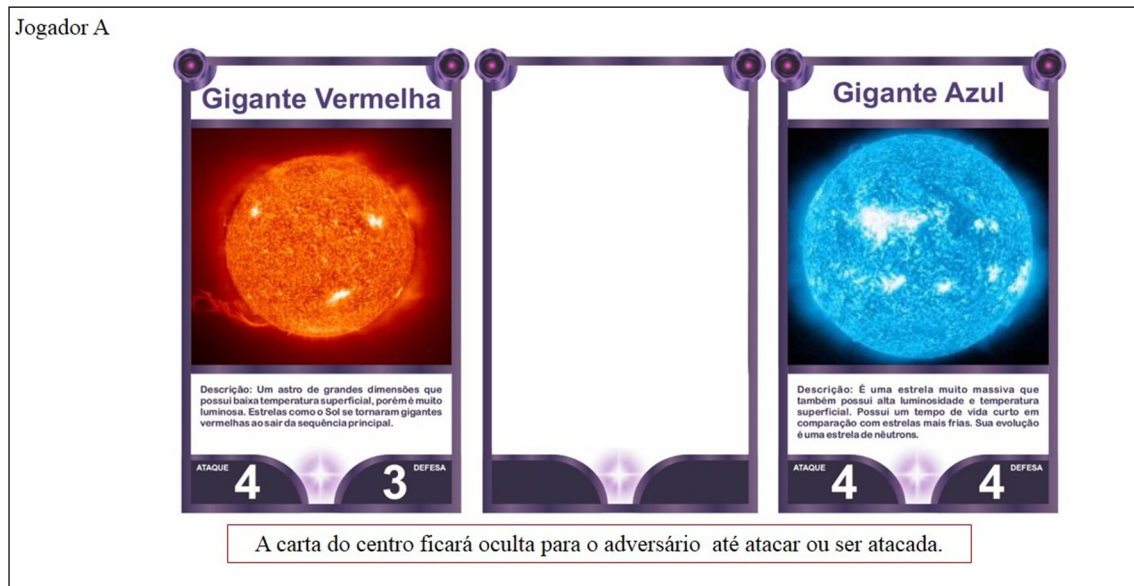 Jogador A
Gigante Vermelha
Descrição: Um astro de grandes dimensões que
possui baixa temperatura superficial, porém é muito
luminosa. Estrelas como o Sol se tornaram gigantes
vermelhas ao sair da sequência principal.
ATAQUE
4
DEFESA
3
Gigante Azul
Descrição: É uma estrela muito massiva que
também possui alta luminosidade e temperatura
superficial. Possui um tempo de vida curto em
comparação com estrelas mais frias. Sua evolução
é uma estrela de nêutrons.
ATAQUE
4
DEFESA
4
A carta do centro ficará oculta para o adversário até atacar ou ser atacada.